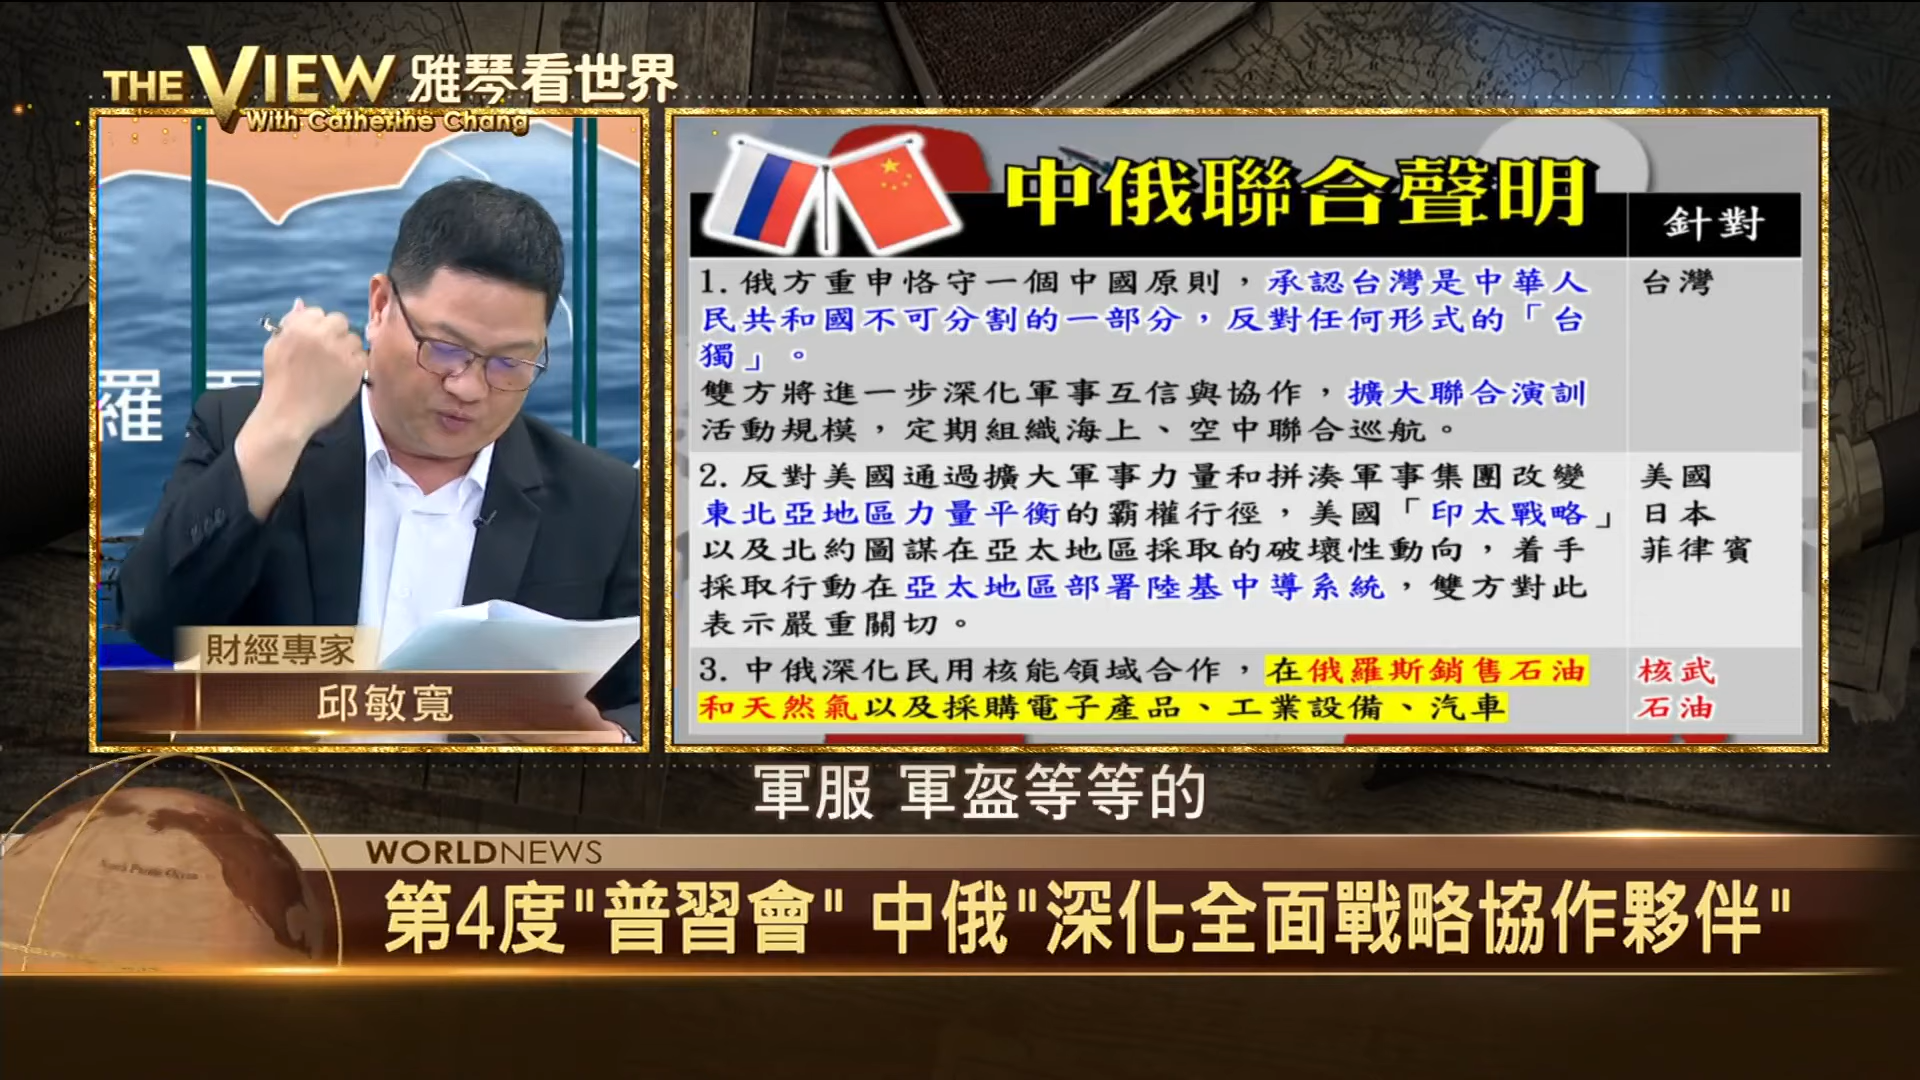 THE VIEW 雅琴看世界
With Catherine Chang
羅
財經專家
邱敏寬
中俄聯合聲明
針對
1. 俄方重申恪守一個中國原則，承認台灣是中華人
民共和國不可分割的一部分，反對任何形式的「台
獨」。
雙方將進一步深化軍事互信與協作，擴大聯合演訓
活動規模，定期組織海上、空中聯合巡航。
台灣
2. 反對美國通過擴大軍事力量和拼湊軍事集團改變
東北亞地區力量平衡的霸權行徑，美國「印太戰略」
以及北約圖謀在亞太地區採取的破壞性動向，着手
採取行動在亞太地區部署陸基中導系統，雙方對此
表示嚴重關切。
美國
日本
菲律賓
3. 中俄深化民用核能領域合作，在俄羅斯銷售石油
和天然氣以及採購電子產品、工業設備、汽車
核武
石油
軍服 軍盔等等的
North Pacific Ocean
WORLDNEWS
第4度"普習會" 中俄"深化全面戰略協作夥伴"